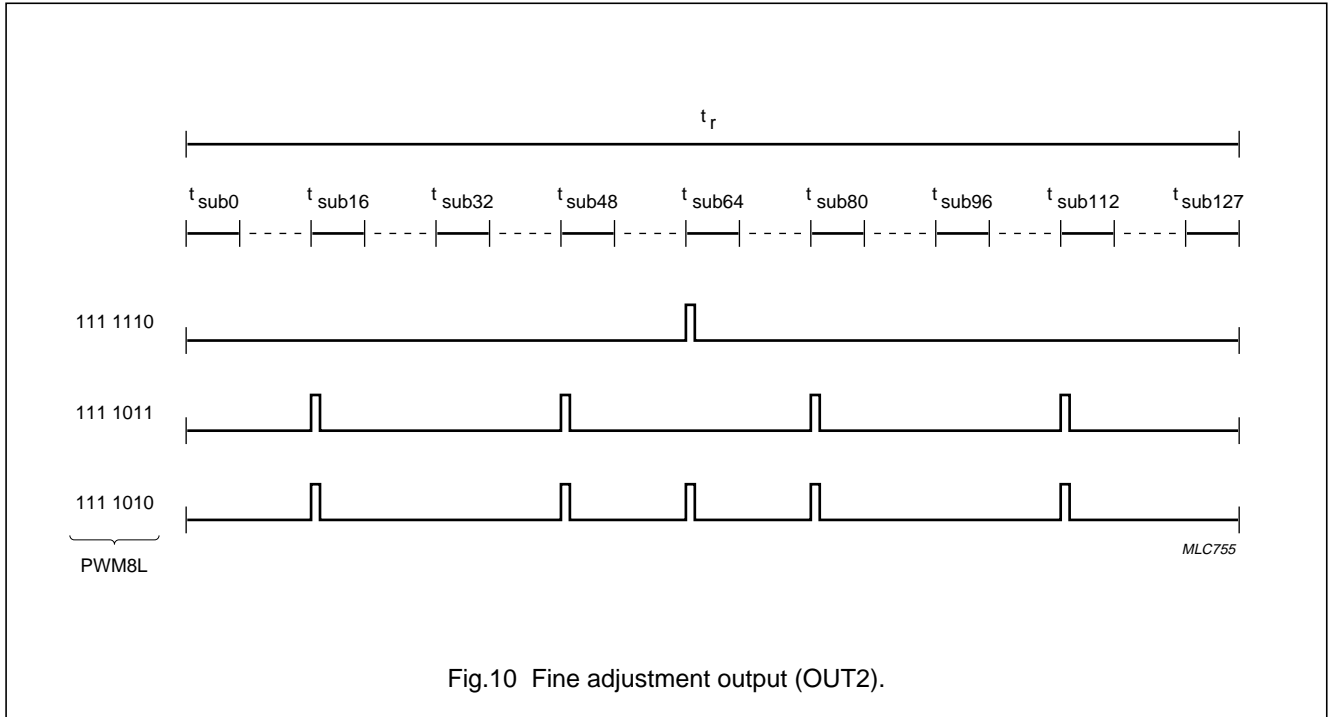 t r
t sub0 t sub16 t sub32 t sub48 t sub64 t sub80 t sub96 t sub112 t sub127
111 1110
111 1011
111 1010
PWM8L
MLC755
Fig.10 Fine adjustment output (OUT2).